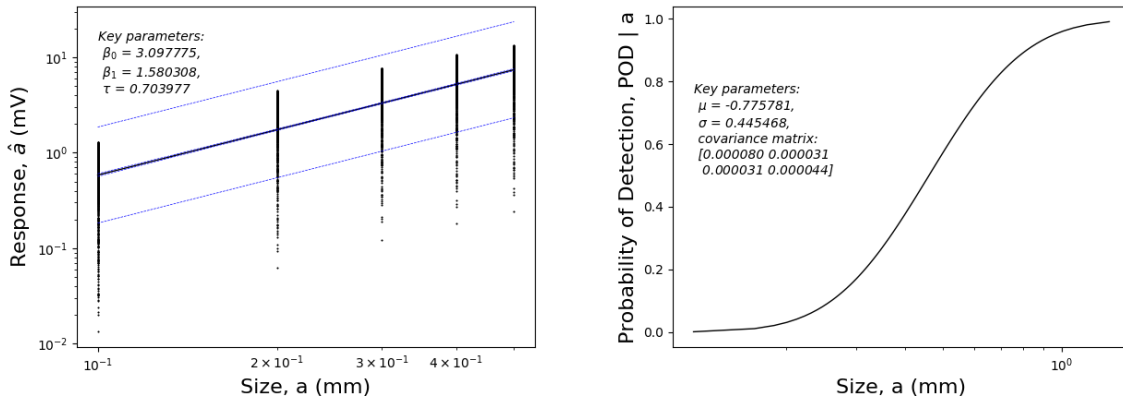 Key parameters:
β₀ = 3.097775,
β₁ = 1.580308,
τ = 0.703977
Response, â (mV)
10¹
10⁰
10⁻¹
10⁻²
10⁻¹
2 × 10⁻¹
3 × 10⁻¹
4 × 10⁻¹
Size, a (mm)
Key parameters:
μ = -0.775781,
σ = 0.445468,
covariance matrix:
[0.000080 0.000031
0.000031 0.000044]
Probability of Detection, POD | a
1.0
0.8
0.6
0.4
0.2
0.0
10⁰
Size, a (mm)